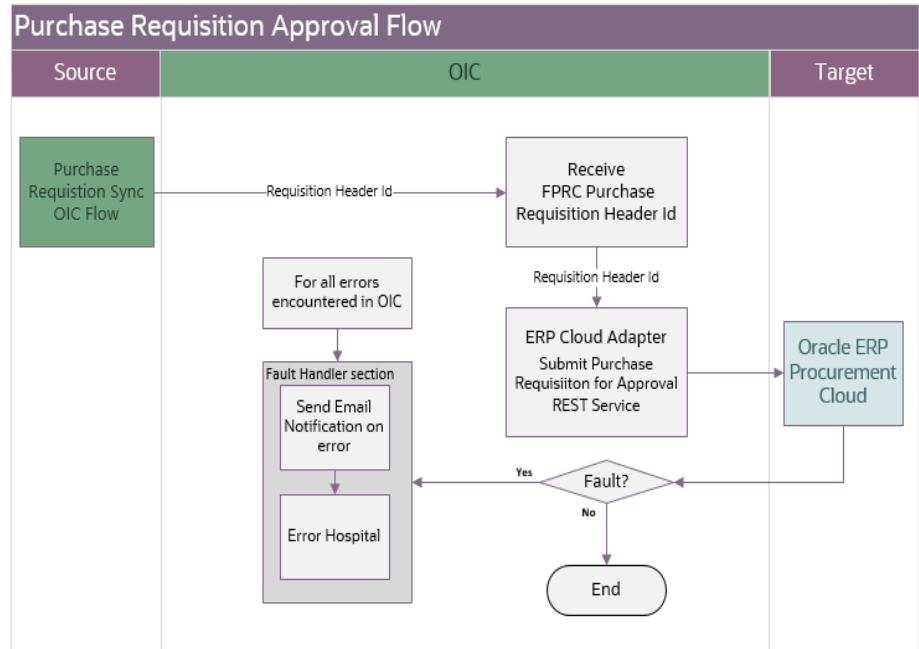 Purchase Requisition Approval Flow
Source
OIC
Target
Purchase
Requistion Sync
OIC Flow
Requisition Header Id
Receive
FPRC Purchase
Requisition Header Id
Requisition Header Id
For all errors
encountered in OIC
ERP Cloud Adapter
Submit Purchase
Requisiiton for Approval
REST Service
Oracle ERP
Procurement
Cloud
Fault Handler section
Send Email
Notification on
error
Error Hospital
Yes
Fault?
No
End